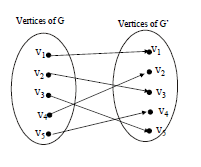 Vertices of G
Vertices of G'
V1
V2
V3
V4
V5
V1
V2
V3
V4
V5